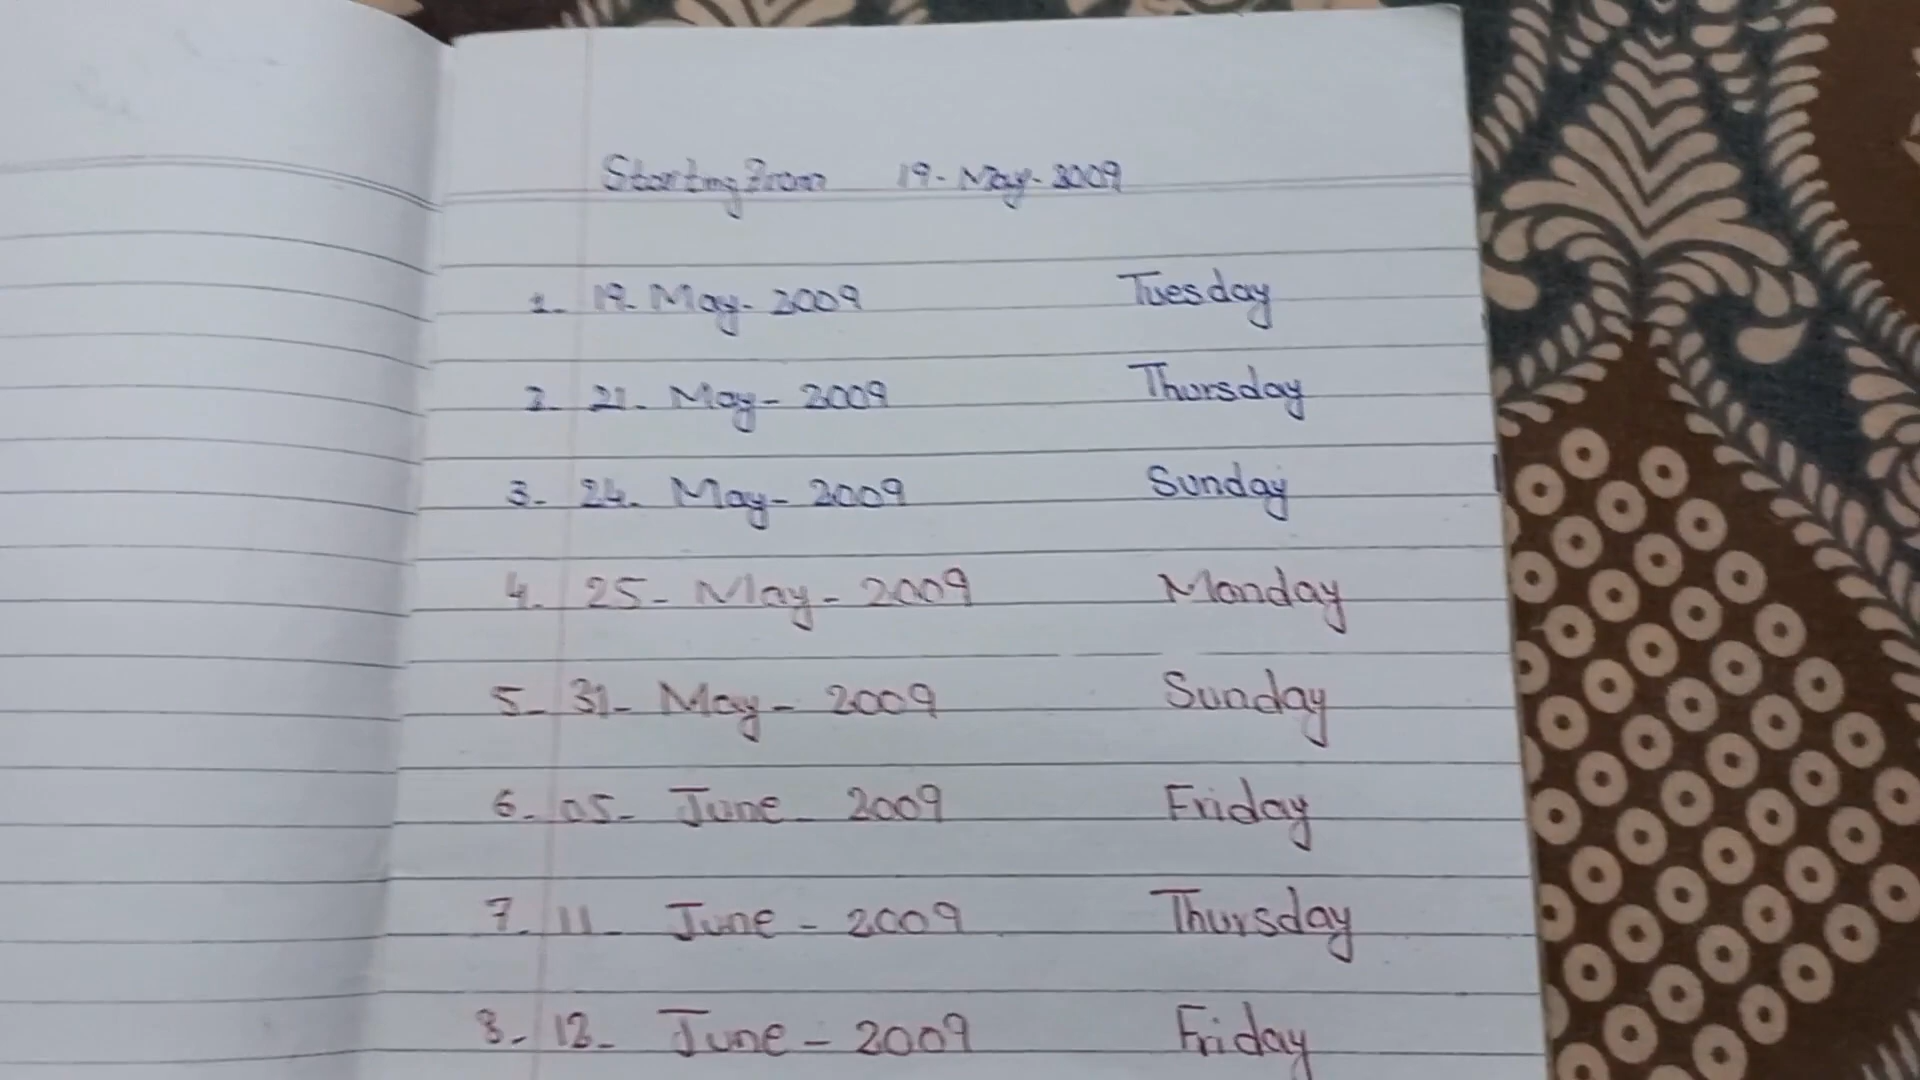 Starting From 19-May-2009
1- 19- May- 2009 Tuesday
2- 21- May- 2009 Thursday
3- 24- May- 2009 Sunday
4- 25- May- 2009 Monday
5- 31- May- 2009 Sunday
6- 05- June- 2009 Friday
7- 11- June- 2009 Thursday
8- 12- June- 2009 Friday